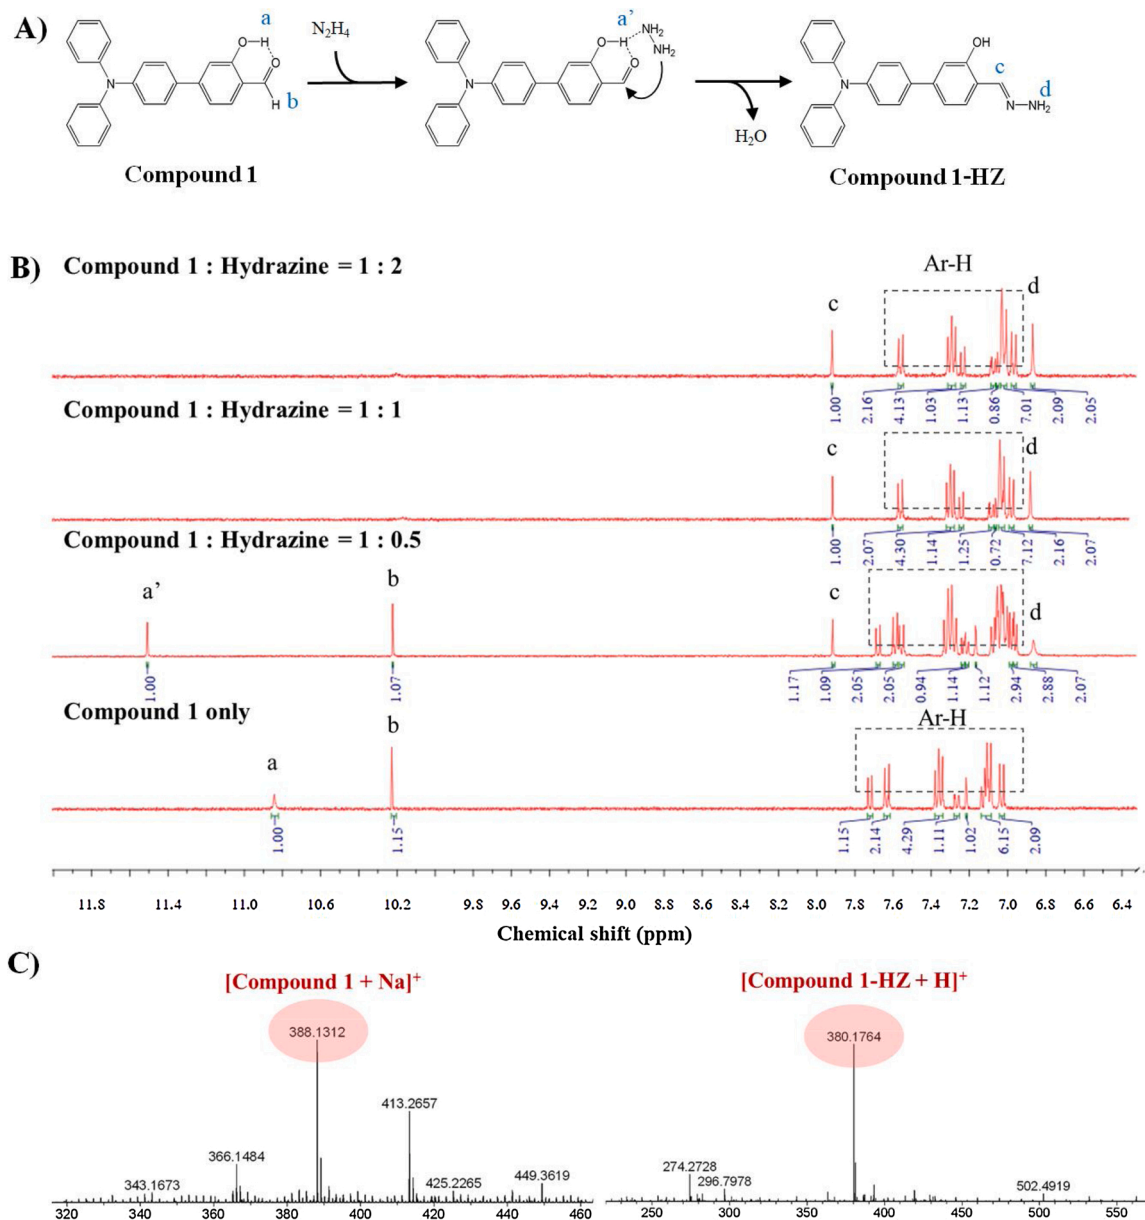 A)
a
N₂H₄
a'
NH₂
NH₂
O
H
O
H
b
N
O
H
O
N
OH
c
d
N
N
NH₂
H₂O
Compound 1
Compound 1-HZ
B)
Compound 1 : Hydrazine = 1 : 2
Ar-H
c
d
1.00 2.16 4.13 1.03 1.13 0.86 7.01 2.09 2.05
Compound 1 : Hydrazine = 1 : 1
c
d
1.00 2.07 4.30 1.14 1.25 0.72 7.12 2.16 2.07
Compound 1 : Hydrazine = 1 : 0.5
a'
b
c
d
1.00 1.07 1.17 1.09 2.05 2.05 0.94 1.14 1.12 2.94 2.88 2.07
Compound 1 only
a
b
Ar-H
1.00 1.15 1.15 2.14 4.29 1.11 1.02 6.15 2.09
11.8 11.4 11.0 10.6 10.2 9.8 9.6 9.4 9.2 9.0 8.8 8.6 8.4 8.2 8.0 7.8 7.6 7.4 7.2 7.0 6.8 6.6 6.4
Chemical shift (ppm)
C)
[Compound 1 + Na]⁺
[Compound 1-HZ + H]⁺
388.1312
380.1764
413.2657
366.1484
343.1673
425.2265
449.3619
274.2728
296.7978
502.4919
320 340 360 380 400 420 440 460
250 300 350 400 450 500 550